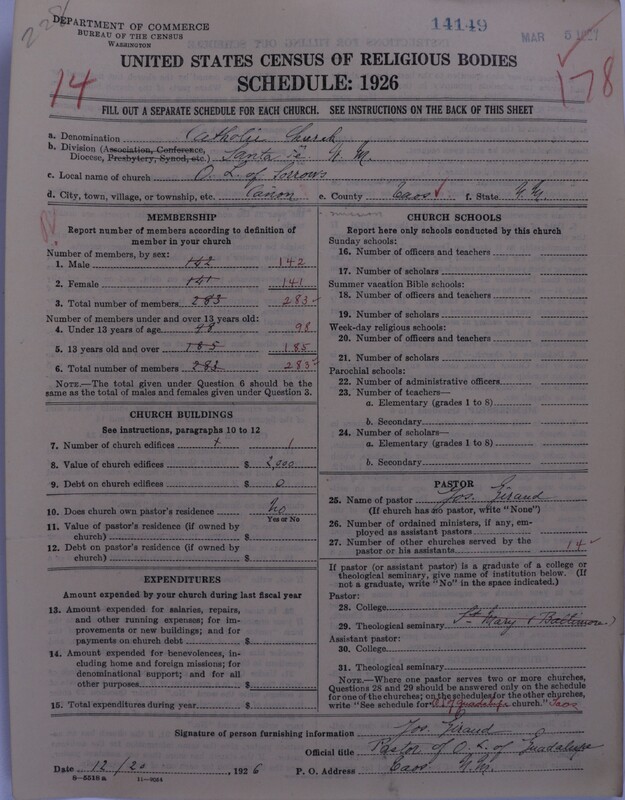 228
DEPARTMENT OF COMMERCE
BUREAU OF THE CENSUS
WASHINGTON
14149
MAR 5 1927
UNITED STATES CENSUS OF RELIGIOUS BODIES
SCHEDULE: 1926
14
178
FILL OUT A SEPARATE SCHEDULE FOR EACH CHURCH. SEE INSTRUCTIONS ON THE BACK OF THIS SHEET
a. Denomination Catholic Church
b. Division (Association, Conference, Diocese, Presbytery, Synod, etc.) Santa Fe N. M.
c. Local name of church O. L. of Sorrows
d. City, town, village, or township, etc. Cañon e. County Taos f. State N. M.
mission
MEMBERSHIP
Report number of members according to definition of
member in your church
Number of members, by sex:
1. Male 142 142
2. Female 141 141
3. Total number of members 283 283
Number of members under and over 13 years old:
4. Under 13 years of age 98 98
5. 13 years old and over 185 185
6. Total number of members 283 283
NOTE.—The total given under Question 6 should be
same as the total of males and females given under Question 3.
CHURCH BUILDINGS
See instructions, paragraphs 10 to 12
7. Number of church edifices 1 1
8. Value of church edifices $ 2,000
9. Debt on church edifices $ 0
10. Does church own pastor's residence? No
Yes or No
11. Value of pastor's residence (if owned by
church) $
12. Debt on pastor's residence (if owned by
church) $
EXPENDITURES
Amount expended by your church during last fiscal year
13. Amount expended for salaries, repairs,
and other running expenses; for im-
provements or new buildings; and for
payments on church debt $
14. Amount expended for benevolences, in-
cluding home and foreign missions; for
denominational support; and for all
other purposes $
15. Total expenditures during year $
CHURCH SCHOOLS
Report here only schools conducted by this church
Sunday schools:
16. Number of officers and teachers
17. Number of scholars
Summer vacation Bible schools:
18. Number of officers and teachers
19. Number of scholars
Week-day religious schools:
20. Number of officers and teachers
21. Number of scholars
Parochial schools:
22. Number of administrative officers
23. Number of teachers—
a. Elementary (grades 1 to 8)
b. Secondary
24. Number of scholars—
a. Elementary (grades 1 to 8)
b. Secondary
PASTOR
25. Name of pastor Jos. Giraud
(If church has no pastor, write "None")
26. Number of ordained ministers, if any, em-
ployed as assistant pastors
27. Number of other churches served by the
pastor or his assistants 14
If pastor (or assistant pastor) is a graduate of a college or
theological seminary, give name of institution below. (If
not a graduate, write "No" in the space indicated.)
Pastor:
28. College
29. Theological seminary St Mary's Baltimore
Assistant pastor:
30. College
31. Theological seminary
NOTE.—Where one pastor serves two or more churches,
Questions 28 and 29 should be answered only on the schedule
for one of the churches; on the schedules for the other churches,
write "See schedule for O L of Guadalupe church." Taos
Signature of person furnishing information Jos. Giraud
Official title Pastor of O. L. of Guadalupe
Date 12/20, 1926 P. O. Address Taos N. M.
8-5518a 11-9084